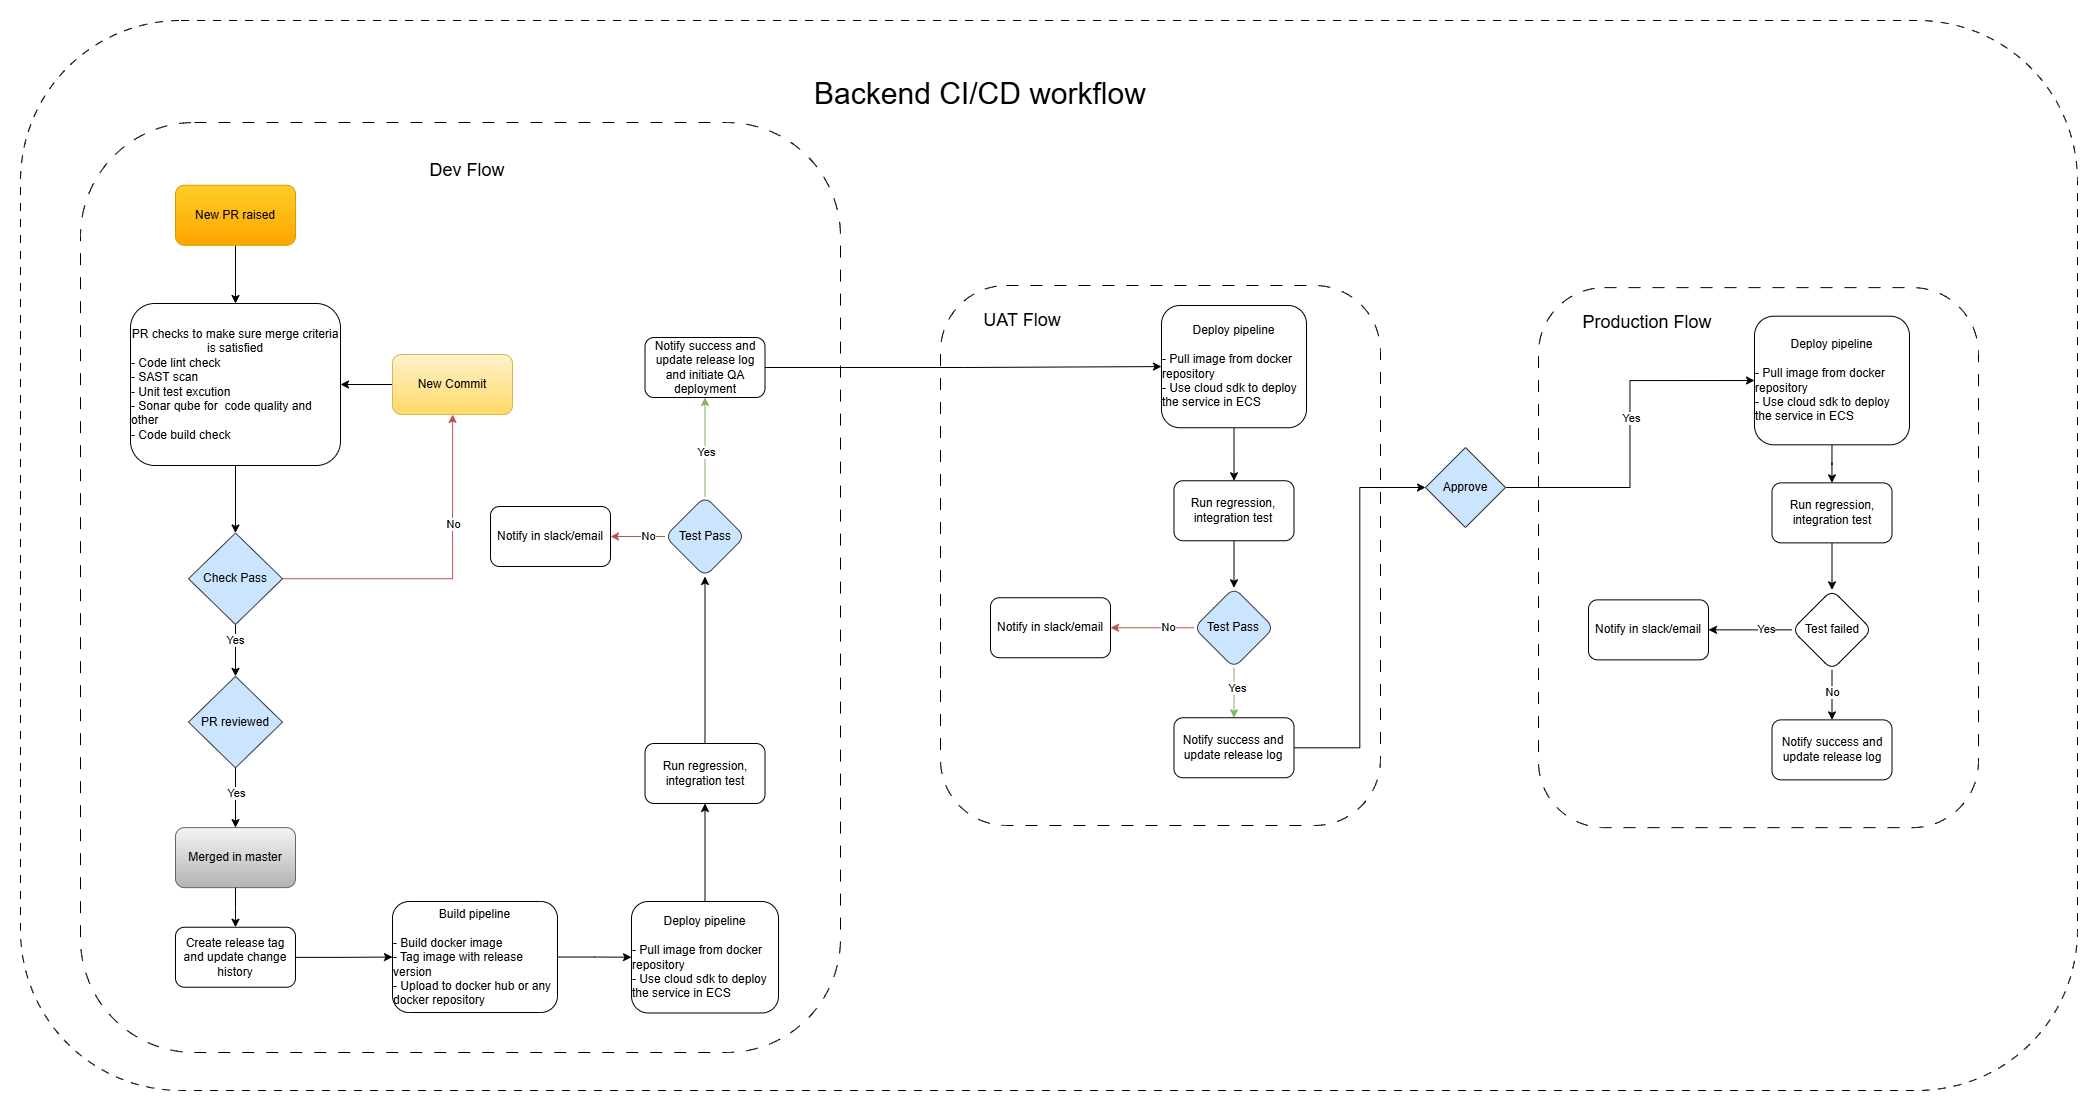 Backend CI/CD workflow
Dev Flow
New PR raised
PR checks to make sure merge criteria
is satisfied
- Code lint check
- SAST scan
- Unit test excution
- Sonar qube for  code quality and
other
- Code build check
New Commit
No
Check Pass
Yes
PR reviewed
Yes
Merged in master
Create release tag
and update change
history
Build pipeline
- Build docker image
- Tag image with release
version
- Upload to docker hub or any
docker repository
Deploy pipeline
- Pull image from docker
repository
- Use cloud sdk to deploy
the service in ECS
Run regression,
integration test
Test Pass
No
Notify in slack/email
Yes
Notify success and
update release log
and initiate QA
deployment
UAT Flow
Deploy pipeline
- Pull image from docker
repository
- Use cloud sdk to deploy
the service in ECS
Run regression,
integration test
Test Pass
No
Notify in slack/email
Yes
Notify success and
update release log
Approve
Yes
Production Flow
Deploy pipeline
- Pull image from docker
repository
- Use cloud sdk to deploy
the service in ECS
Run regression,
integration test
Test failed
Yes
Notify in slack/email
No
Notify success and
update release log